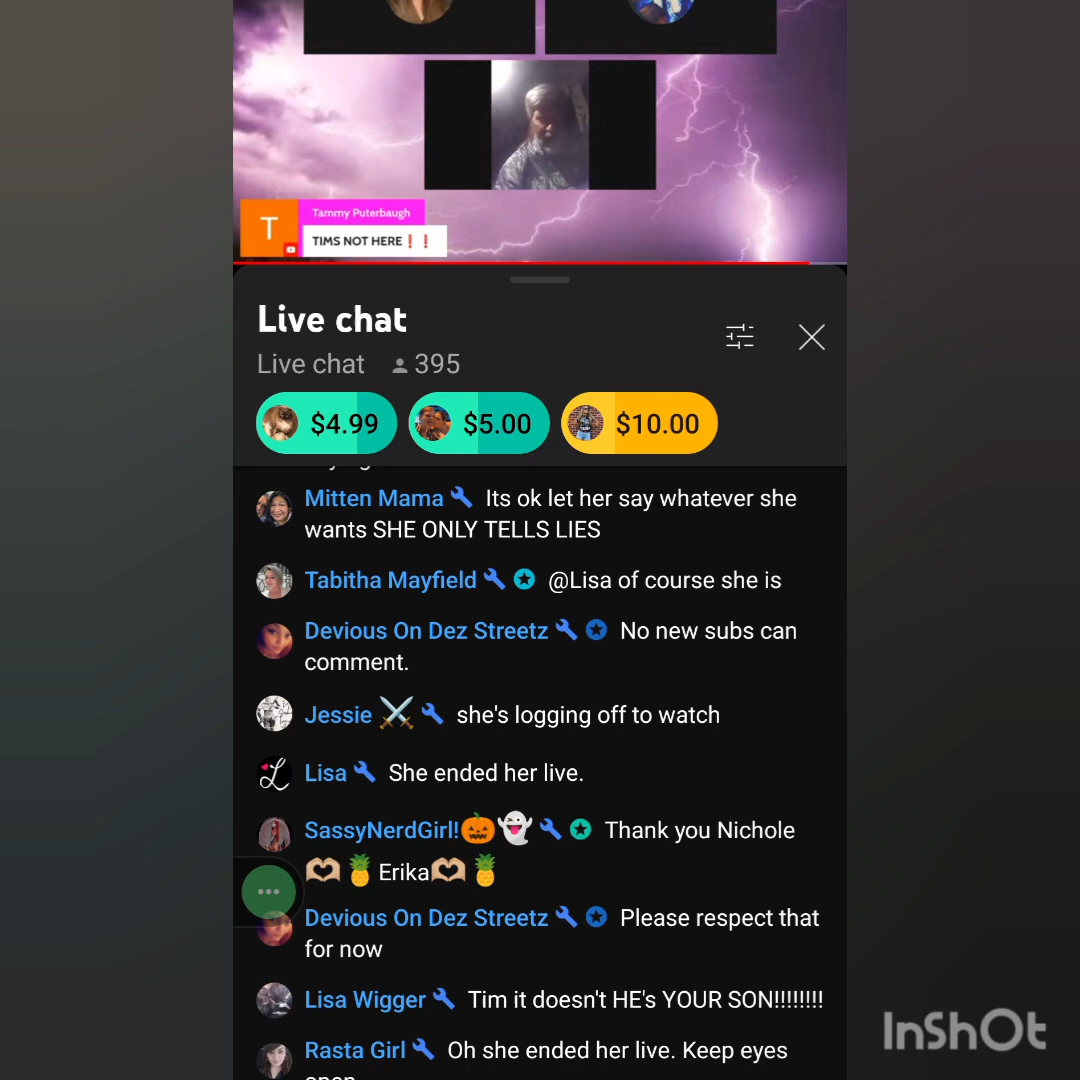 T
Tammy Puterbaugh
TIMS NOT HERE❗❗
Live chat
Live chat 395
$4.99 $5.00 $10.00
Mitten Mama Its ok let her say whatever she
wants SHE ONLY TELLS LIES
Tabitha Mayfield @Lisa of course she is
Devious On Dez Streetz No new subs can
comment.
Jessie ⚔️ she's logging off to watch
Lisa She ended her live.
SassyNerdGirl!🎃👻 Thank you Nichole
🫶🏼🍍Erika🫶🏼🍍
Devious On Dez Streetz Please respect that
for now
Lisa Wigger Tim it doesn't HE's YOUR SON!!!!!!!!
Rasta Girl Oh she ended her live. Keep eyes
InShOt